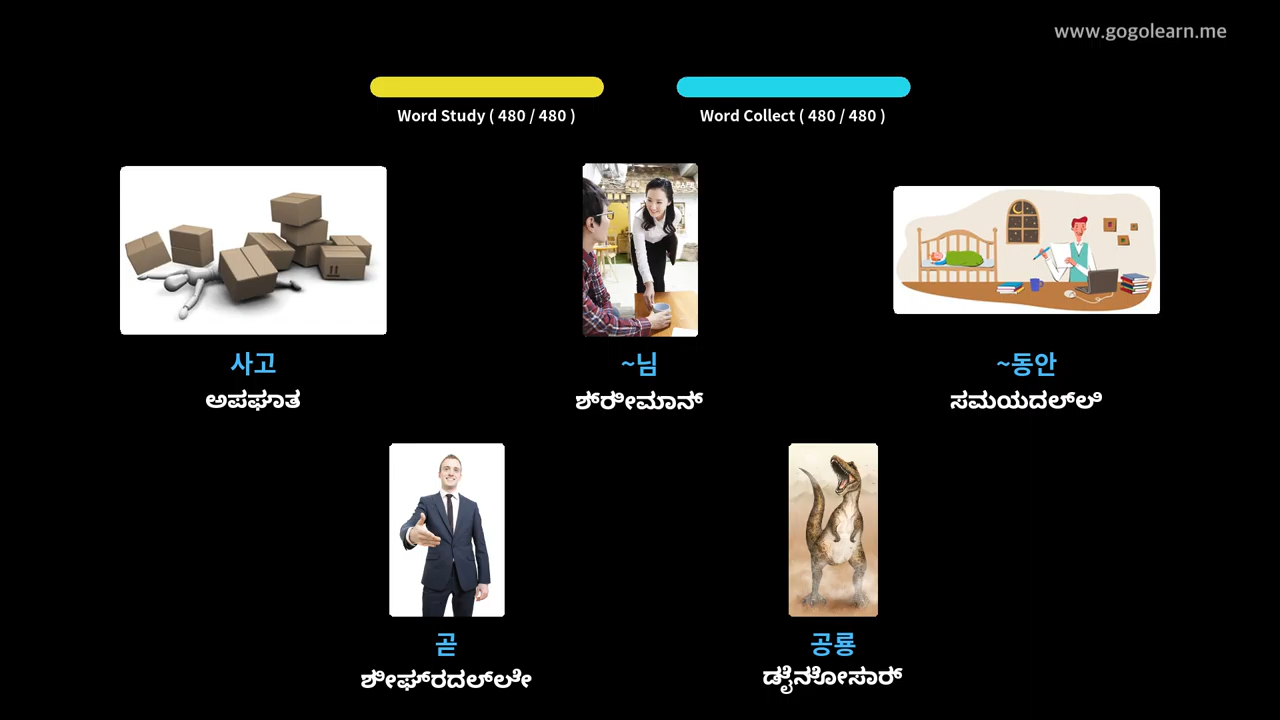 www.gogolearn.me
Word Study ( 480 / 480 )
Word Collect ( 480 / 480 )
사고
ಅಪಘಾತ
~님
ಶ್ರೀಮಾನ್
~동안
ಸಮಯದಲ್ಲಿ
곧
ಶೀಘ್ರದಲ್ಲೇ
공룡
ಡೈನೋಸಾರ್